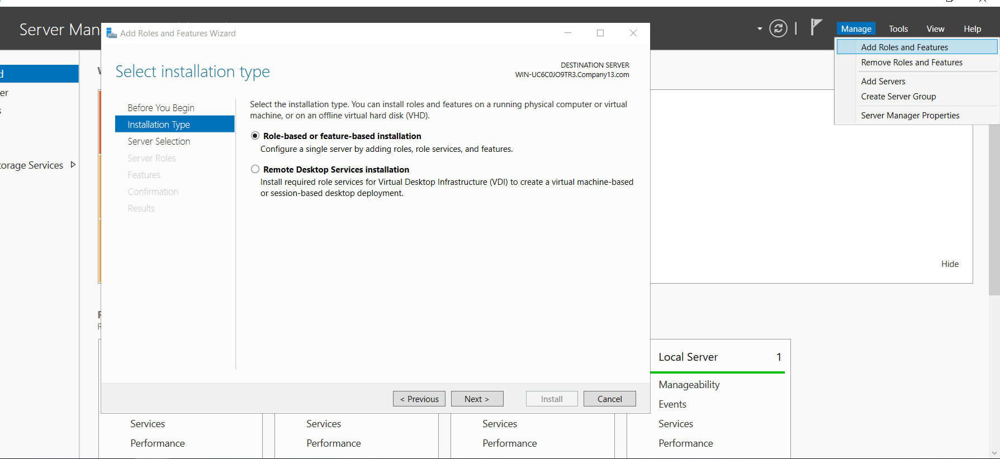 Server Man
Manage
Tools
View
Help
Add Roles and Features
Remove Roles and Features
Add Servers
Create Server Group
Server Manager Properties
Add Roles and Features Wizard
Select installation type
DESTINATION SERVER
WIN-UC6C0JO9TR3.Company13.com
Before You Begin
Installation Type
Server Selection
Server Roles
Features
Confirmation
Results
Select the installation type. You can install roles and features on a running physical computer or virtual
machine, or on an offline virtual hard disk (VHD).
Role-based or feature-based installation
Configure a single server by adding roles, role services, and features.
Remote Desktop Services installation
Install required role services for Virtual Desktop Infrastructure (VDI) to create a virtual machine-based
or session-based desktop deployment.
< Previous
Next >
Install
Cancel
d
er
s
torage Services
Hide
Local Server 1
Manageability
Events
Services
Performance
Services
Performance
Services
Performance
Services
Performance